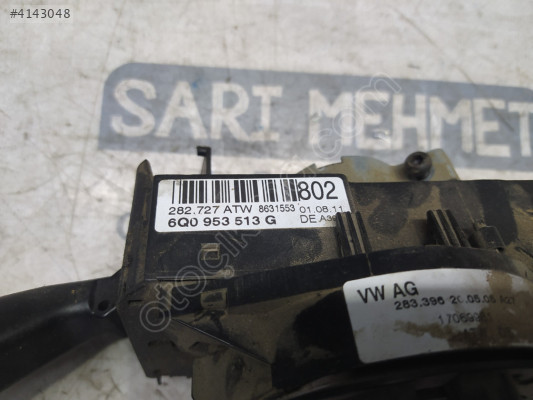 #4143048
SARI MEHMET
802
282.727 ATW 8631553 01.08.11
6Q0 953 513 G DE.A
VW AG
283,396